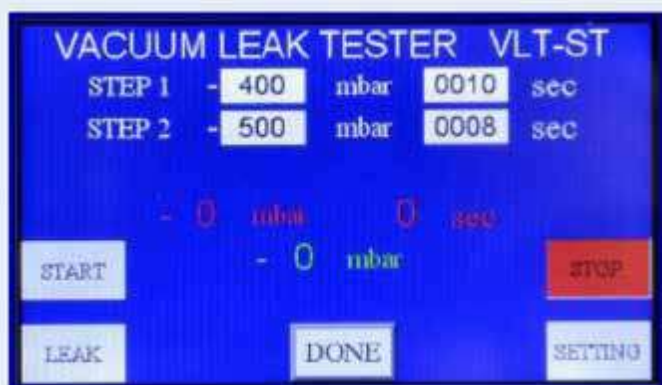 VACUUM LEAK TESTER VLT-ST
STEP 1 - 400 mbar 0010 sec
STEP 2 - 500 mbar 0008 sec
- 0 mbar 0 sec
- 0 mbar
START
STOP
LEAK
DONE
SETTING